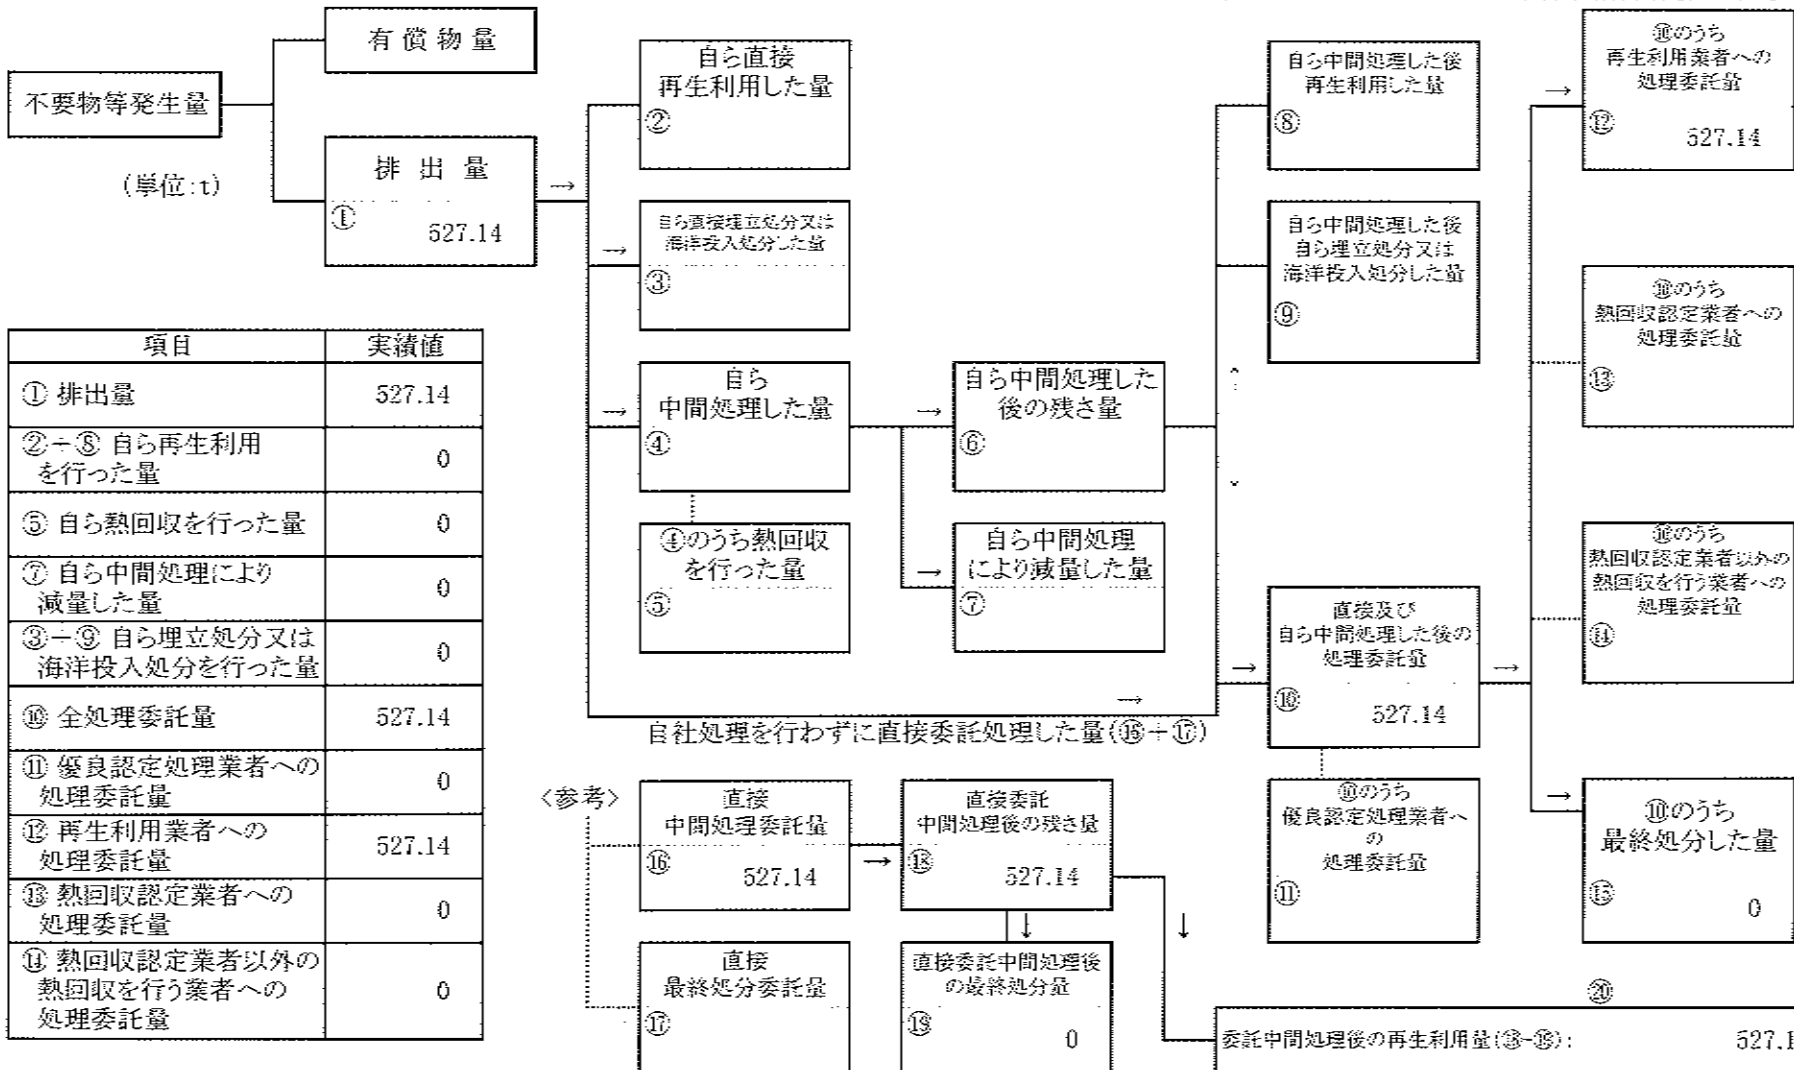 不要物等発生量
(単位:t)
有償物量
排出量
①
527.14
→
自ら直接
再生利用した量
②
→
自ら直接埋立処分又は
海洋投入処分した量
③
→
自ら
中間処理した量
④
④のうち熱回収
を行った量
⑤
→
自ら中間処理した
後の残さ量
⑥
→
自ら中間処理
により減量した量
⑦
自ら中間処理した後
再生利用した量
⑧
自ら中間処理した後
自ら埋立処分又は
海洋投入処分した量
⑨
→
自社処理を行わずに直接委託処理した量(⑯+⑰)
→
直接及び
自ら中間処理した後の
処理委託量
⑩
527.14
→
⑩のうち
優良認定処理業者へ
の
処理委託量
⑪
→
⑩のうち
再生利用業者への
処理委託量
⑫
527.14
⑩のうち
熱回収認定業者への
処理委託量
⑬
⑩のうち
熱回収認定業者以外の
熱回収を行う業者への
処理委託量
⑭
→
⑩のうち
最終処分した量
⑮
0
項目 実績値
① 排出量 527.14
②+⑧ 自ら再生利用
を行った量 0
⑤ 自ら熱回収を行った量 0
⑦ 自ら中間処理により
減量した量 0
③+⑨ 自ら埋立処分又は
海洋投入処分を行った量 0
⑩ 全処理委託量 527.14
⑪ 優良認定処理業者への
処理委託量 0
⑫ 再生利用業者への
処理委託量 527.14
⑬ 熱回収認定業者への
処理委託量 0
⑭ 熱回収認定業者以外の
熱回収を行う業者への
処理委託量 0
〈参考〉
直接
中間処理委託量
⑯
527.14
→
直接委託
中間処理後の残さ量
⑱
527.14
↓
↓
直接
最終処分委託量
⑰
直接委託中間処理後
の最終処分量
⑲
0
⑳
委託中間処理後の再生利用量(⑱-⑲): 527.1